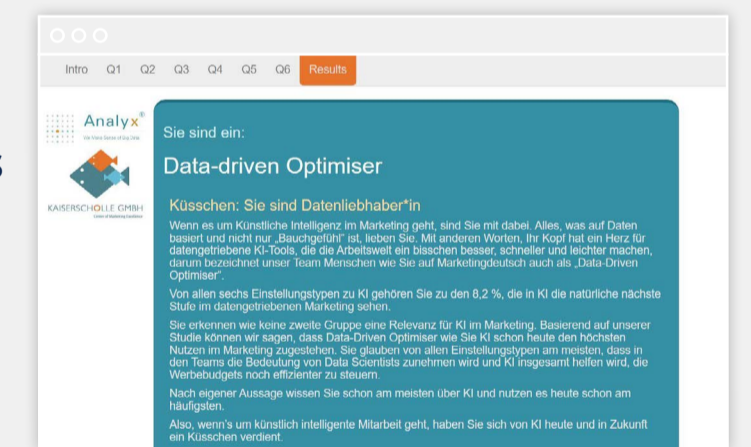 Intro Q1 Q2 Q3 Q4 Q5 Q6 Results
Analyx®
KAISERSCHOLLE GMBH
Center of Marketing Excellence
s
Sie sind ein:
Data-driven Optimiser
Küsschen: Sie sind Datenliebhaber*in
Wenn es um Künstliche Intelligenz im Marketing geht, sind Sie mit dabei. Alles, was auf Daten
basiert und nicht nur „Bauchgefühl“ ist, lieben Sie. Mit anderen Worten, Ihr Kopf hat ein Herz für
datengetriebene KI-Tools, die die Arbeitswelt ein bisschen besser, schneller und leichter machen,
darum bezeichnet unser Team Menschen wie Sie auf Marketingdeutsch auch als „Data-Driven
Optimiser“.
Von allen sechs Einstellungstypen zu KI gehören Sie zu den 8,2 %, die in KI die natürliche nächste
Stufe im datengetriebenen Marketing sehen.
Sie erkennen wie keine zweite Gruppe eine Relevanz für KI im Marketing. Basierend auf unserer
Studie können wir sagen, dass Data-Driven Optimiser wie Sie KI schon heute den höchsten
Nutzen im Marketing zugestehen. Sie glauben von allen Einstellungstypen am meisten, dass in
den Teams die Bedeutung von Data Scientists zunehmen wird und KI insgesamt helfen wird, die
Werbebudgets noch effizienter zu steuern.
Nach eigener Aussage wissen Sie schon am meisten über KI und nutzen es heute schon am
häufigsten.
Also, wenn's um künstlich intelligente Mitarbeit geht, haben Sie sich von KI heute und in Zukunft
ein Küsschen verdient.